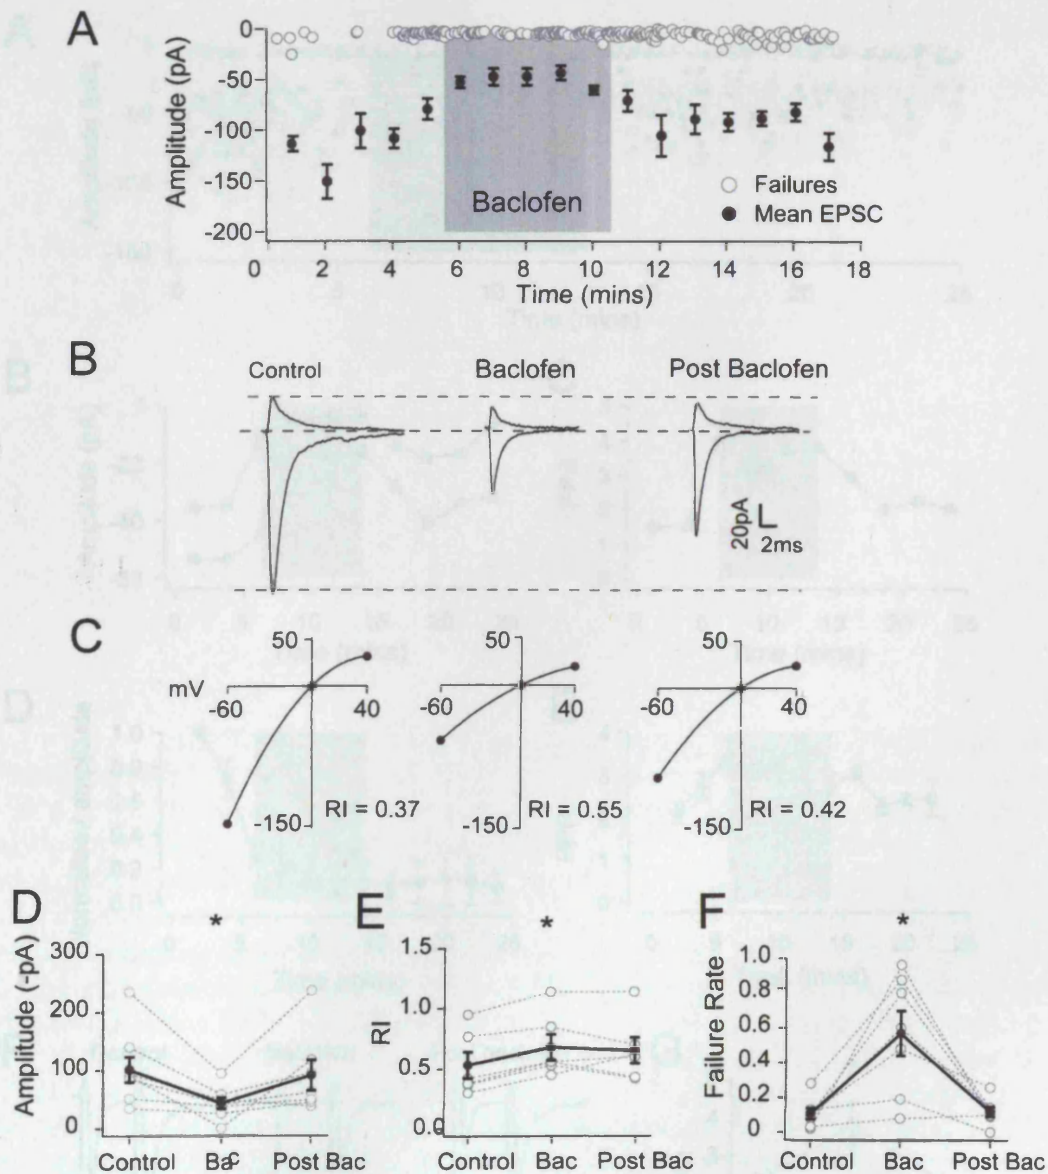 A
Amplitude (pA)
0
-50
-100
-150
-200
Baclofen
Failures
Mean EPSC
0 2 4 6 8 10 12 14 16 18
Time (mins)
B
Control Baclofen Post Baclofen
20pA
2ms
C
50 50 50
mV
-60 40 -60 40 -60 40
-150 RI = 0.37 -150 RI = 0.55 -150 RI = 0.42
D
*
Amplitude (-pA)
300
200
100
0
Control Bac Post Bac
E
*
RI
1.5
1.0
0.5
0.0
Control Bac Post Bac
F
*
Failure Rate
1.0
0.8
0.6
0.4
0.2
0
Control Bac Post Bac